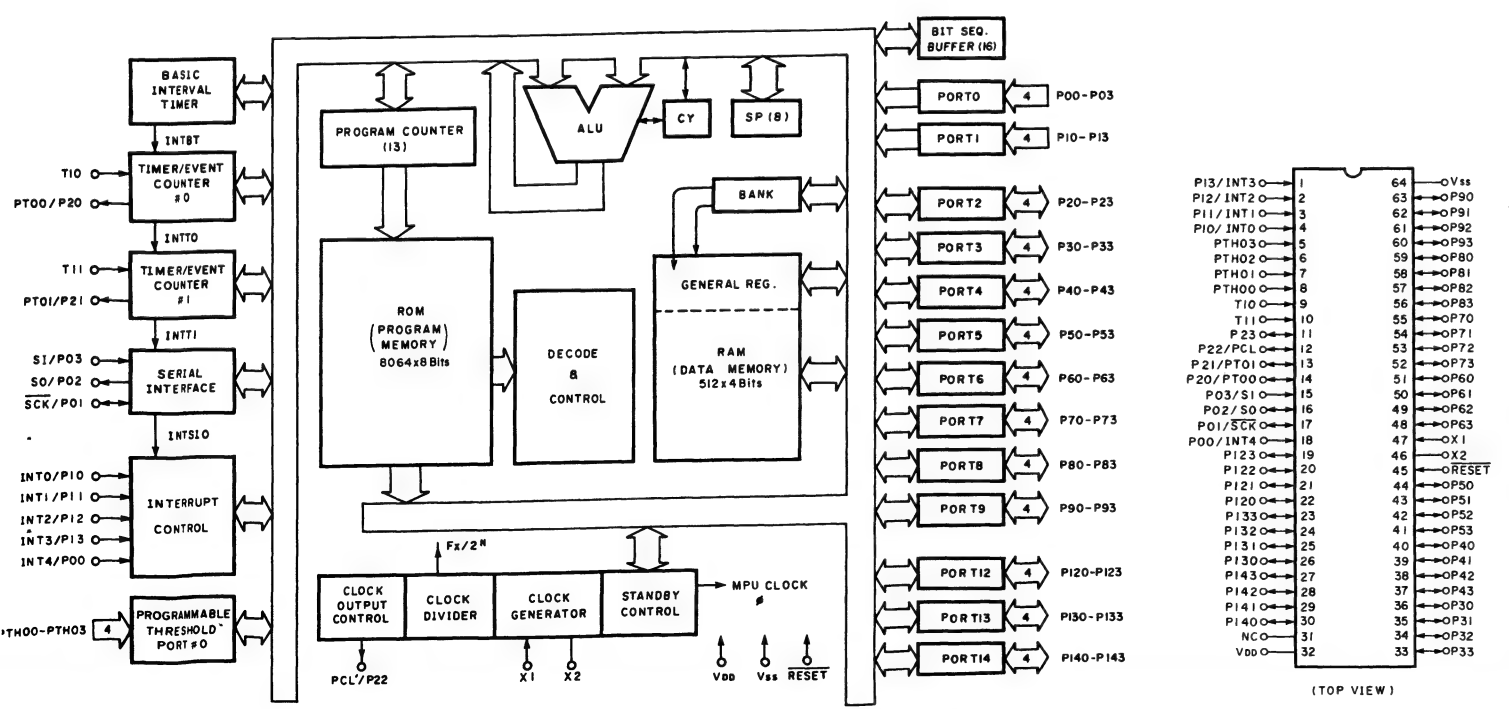 BASIC
INTERVAL
TIMER
INTBT
TI0
PT00/P20
TIMER/EVENT
COUNTER
#0
INTT0
TI1
PT01/P21
TIMER/EVENT
COUNTER
#1
INTT1
SI/P03
SO/P02
SCK/P01
SERIAL
INTERFACE
INTSIO
INT0/P10
INT1/P11
INT2/P12
INT3/P13
INT4/P00
INTERRUPT
CONTROL
PTH00-PTH03
4
PROGRAMMABLE
THRESHOLD
PORT #0
PROGRAM COUNTER
(13)
ALU
CY
SP (8)
BANK
ROM
(PROGRAM
MEMORY)
8064x8Bits
DECODE
&
CONTROL
GENERAL REG.
RAM
(DATA MEMORY)
512x4Bits
Fx/2ᴺ
CLOCK
OUTPUT
CONTROL
CLOCK
DIVIDER
CLOCK
GENERATOR
STANDBY
CONTROL
MPU CLOCK
ø
PCL/P22
X1
X2
VDD
Vss
RESET
BIT SEQ.
BUFFER (16)
PORT0 4 P00-P03
PORT1 4 P10-P13
PORT2 4 P20-P23
PORT3 4 P30-P33
PORT4 4 P40-P43
PORT5 4 P50-P53
PORT6 4 P60-P63
PORT7 4 P70-P73
PORT8 4 P80-P83
PORT9 4 P90-P93
PORT12 4 P120-P123
PORT13 4 P130-P133
PORT14 4 P140-P143
P13/INT3 1 64 Vss
P12/INT2 2 63 P90
P11/INT1 3 62 P91
P10/INT0 4 61 P92
PTH03 5 60 P93
PTH02 6 59 P80
PTH01 7 58 P81
PTH00 8 57 P82
TI0 9 56 P83
TI1 10 55 P70
P23 11 54 P71
P22/PCL 12 53 P72
P21/PT01 13 52 P73
P20/PT00 14 51 P60
P03/SI 15 50 P61
P02/SO 16 49 P62
P01/SCK 17 48 P63
P00/INT4 18 47 X1
P123 19 46 X2
P122 20 45 RESET
P121 21 44 P50
P120 22 43 P51
P133 23 42 P52
P132 24 41 P53
P131 25 40 P40
P130 26 39 P41
P143 27 38 P42
P142 28 37 P43
P141 29 36 P30
P140 30 35 P31
NC 31 34 P32
VDD 32 33 P33
(TOP VIEW)